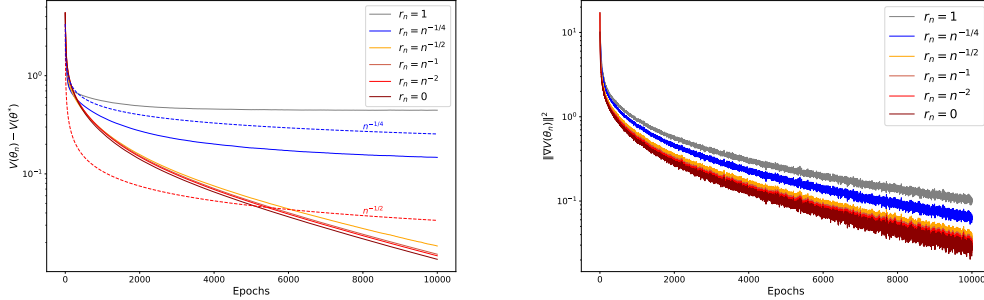 V(θₙ) − V(θ*)
10⁰
10⁻¹
0
2000
4000
6000
8000
10000
Epochs
n^{-1/4}
n^{-1/2}
rₙ = 1
rₙ = n^{-1/4}
rₙ = n^{-1/2}
rₙ = n^{-1}
rₙ = n^{-2}
rₙ = 0
‖∇V(θₙ)‖²
10¹
10⁰
10⁻¹
0
2000
4000
6000
8000
10000
Epochs
rₙ = 1
rₙ = n^{-1/4}
rₙ = n^{-1/2}
rₙ = n^{-1}
rₙ = n^{-2}
rₙ = 0